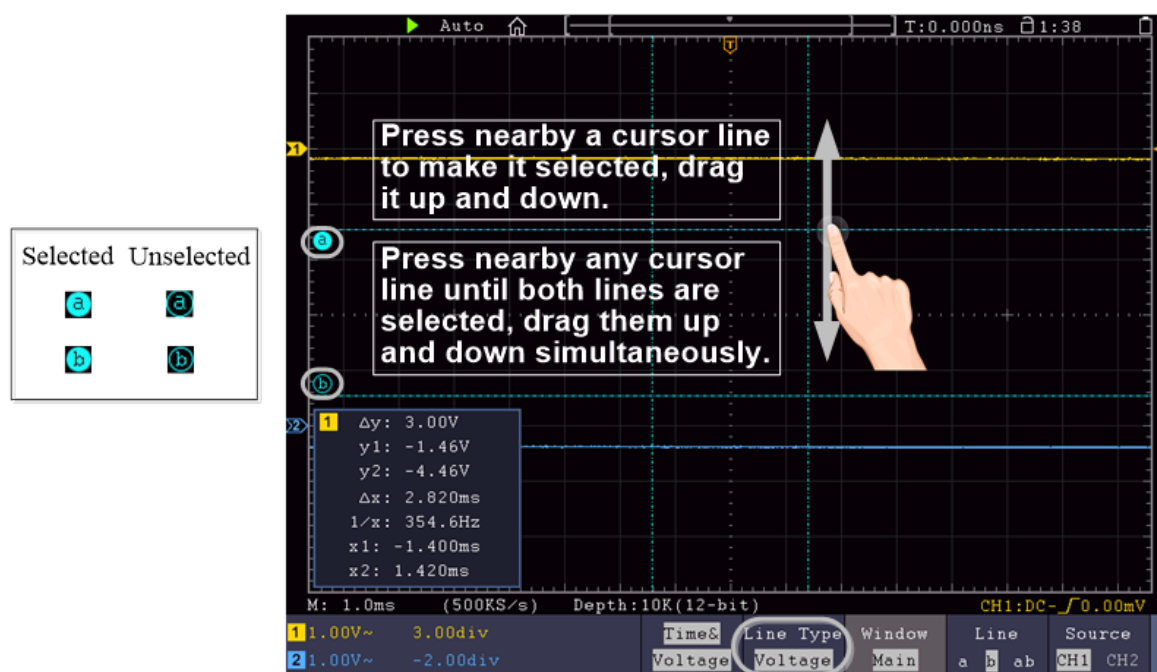 Selected Unselected
a a
b b
Auto T:0.000ns 1:38
T
1
Press nearby a cursor line
to make it selected, drag
it up and down.
a
Press nearby any cursor
line until both lines are
selected, drag them up
and down simultaneously.
b
2
1 Δy: 3.00V
y1: -1.46V
y2: -4.46V
Δx: 2.820ms
1/x: 354.6Hz
x1: -1.400ms
x2: 1.420ms
M: 1.0ms (500KS/s) Depth:10K(12-bit) CH1:DC- 0.00mV
1 1.00V~ 3.00div Time& Line Type Window Line Source
2 1.00V~ -2.00div Voltage Voltage Main a b ab CH1 CH2